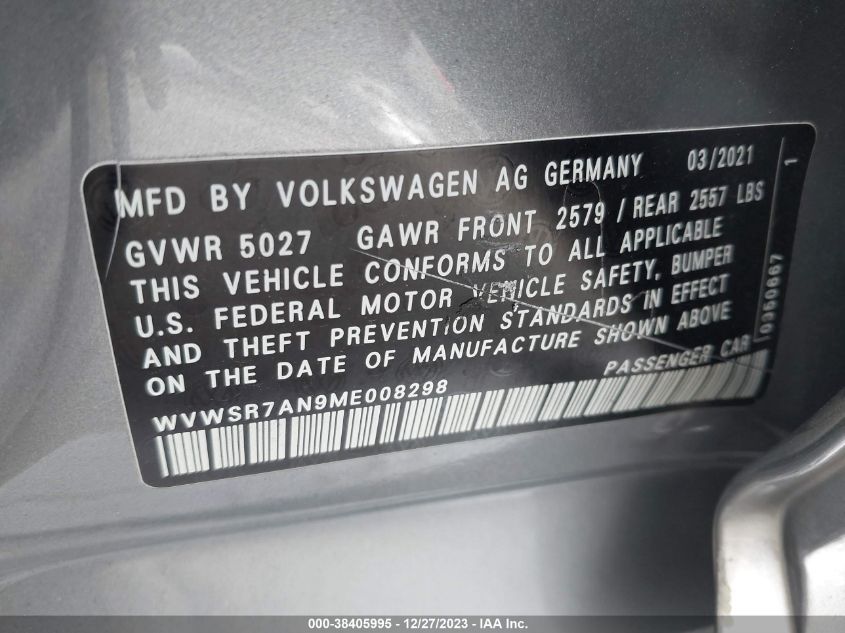 MFD BY VOLKSWAGEN AG GERMANY 03/2021 1
GVWR 5027 GAWR FRONT 2579 / REAR 2557 LBS
THIS VEHICLE CONFORMS TO ALL APPLICABLE
U.S. FEDERAL MOTOR VEHICLE SAFETY, BUMPER
AND THEFT PREVENTION STANDARDS IN EFFECT
ON THE DATE OF MANUFACTURE SHOWN ABOVE
WVWSR7AN9ME008298 PASSENGER CAR
000-38405995 - 12/27/2023 - IAA Inc.